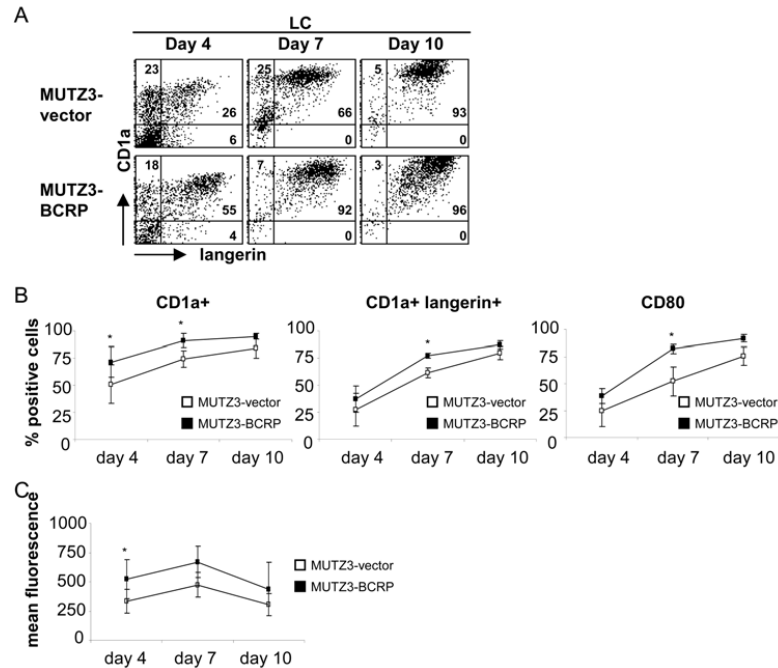 A
LC
Day 4 Day 7 Day 10
MUTZ3-vector
23 25 5
26 66 93
6 0 0
CD1a
MUTZ3-BCRP
18 7 3
55 92 96
4 0 0
langerin
B
CD1a+ CD1a+ langerin+ CD80
% positive cells
* * * *
100 100 100
75 75 75
50 50 50
25 25 25
0 0 0
MUTZ3-vector MUTZ3-vector MUTZ3-vector
MUTZ3-BCRP MUTZ3-BCRP MUTZ3-BCRP
day 4 day 7 day 10 day 4 day 7 day 10 day 4 day 7 day 10
C
mean fluorescence
1000
*
750
500
250
0
MUTZ3-vector
MUTZ3-BCRP
day 4 day 7 day 10